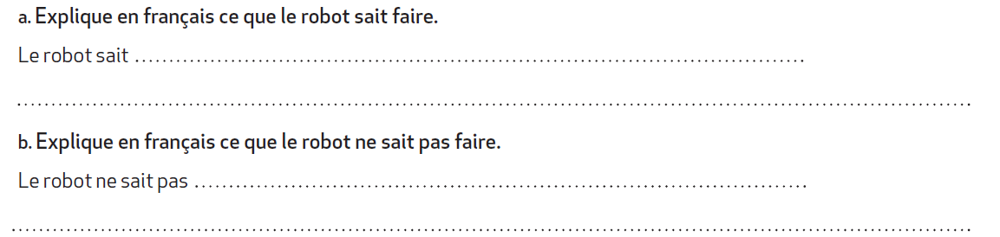 a. Explique en français ce que le robot sait faire.
Le robot sait ........................................................................................................
................................................................................................................................................
b. Explique en français ce que le robot ne sait pas faire.
Le robot ne sait pas ...............................................................................................
................................................................................................................................................